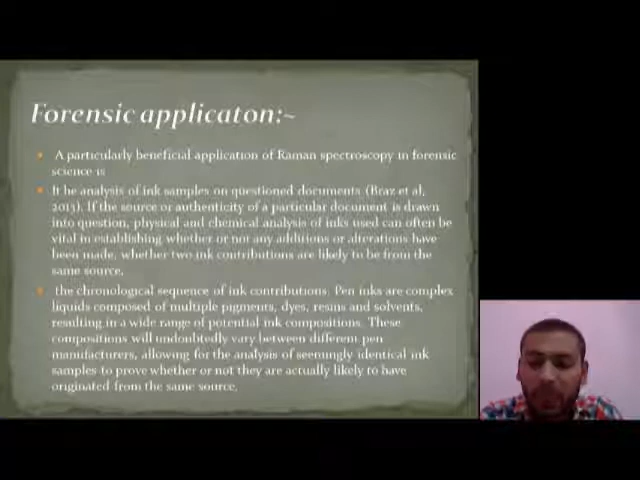 Forensic applicaton:~
A particularly beneficial application of Raman spectroscopy in forensic
science is
It he analysis of ink samples on questioned documents (Braz et al,
2013). If the source or authenticity of a particular document is drawn
into question, physical and chemical analysis of inks used can often be
vital in establishing whether or not any additions or alterations have
been made, whether two ink contributions are likely to be from the
same source,
the chronological sequence of ink contributions. Pen inks are complex
liquids composed of multiple pigments, dyes, resins and solvents,
resulting in a wide range of potential ink compositions. These
compositions will undoubtedly vary between different pen
manufacturers, allowing for the analysis of seemingly identical ink
samples to prove whether or not they are actually likely to have
originated from the same source.